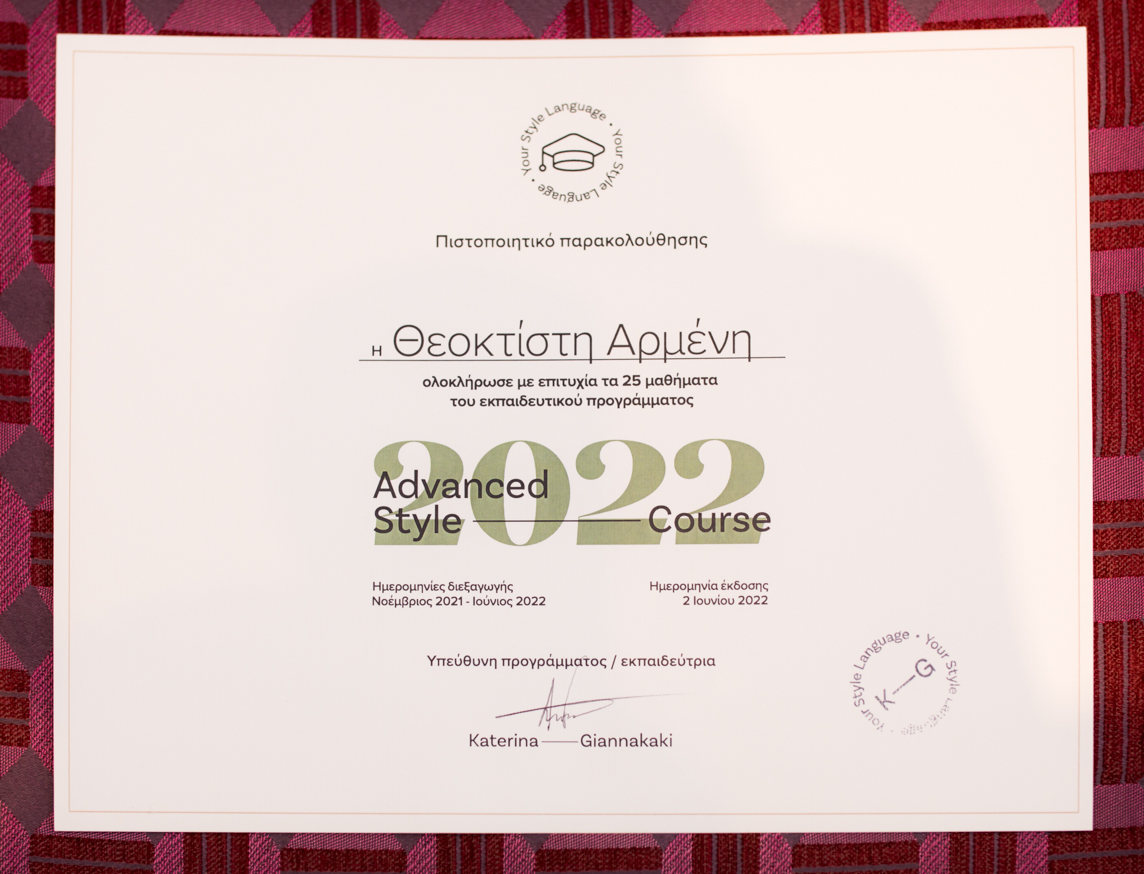 Your Style Language • Your Style Language •
Πιστοποιητικό παρακολούθησης
Η Θεοκτίστη Αρμένη
ολοκλήρωσε με επιτυχία τα 25 μαθήματα
του εκπαιδευτικού προγράμματος
2022
Advanced
Style — Course
Ημερομηνίες διεξαγωγής
Νοέμβριος 2021 - Ιούνιος 2022
Ημερομηνία έκδοσης
2 Ιουνίου 2022
Υπεύθυνη προγράμματος / εκπαιδεύτρια
Katerina — Giannakaki
Your Style Language • Your Style Language •
K—G